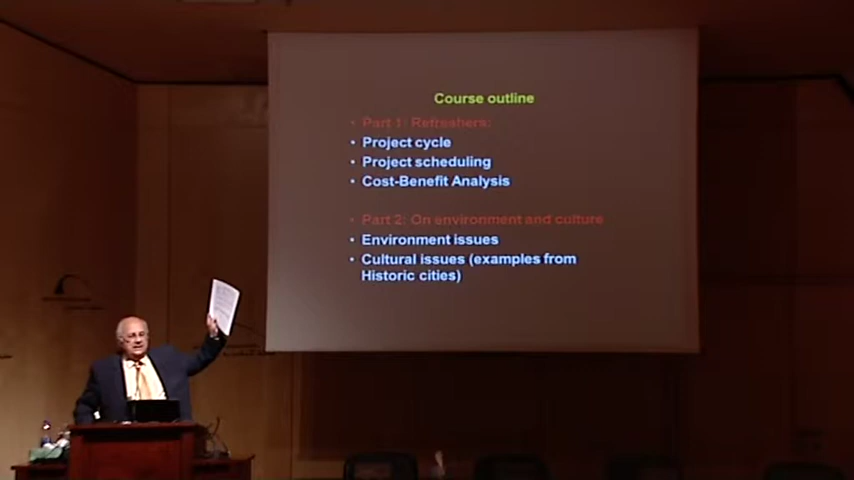 Course outline
• Part 1: Refreshers:
• Project cycle
• Project scheduling
• Cost-Benefit Analysis
• Part 2: On environment and culture
• Environment issues
• Cultural issues (examples from
Historic cities)